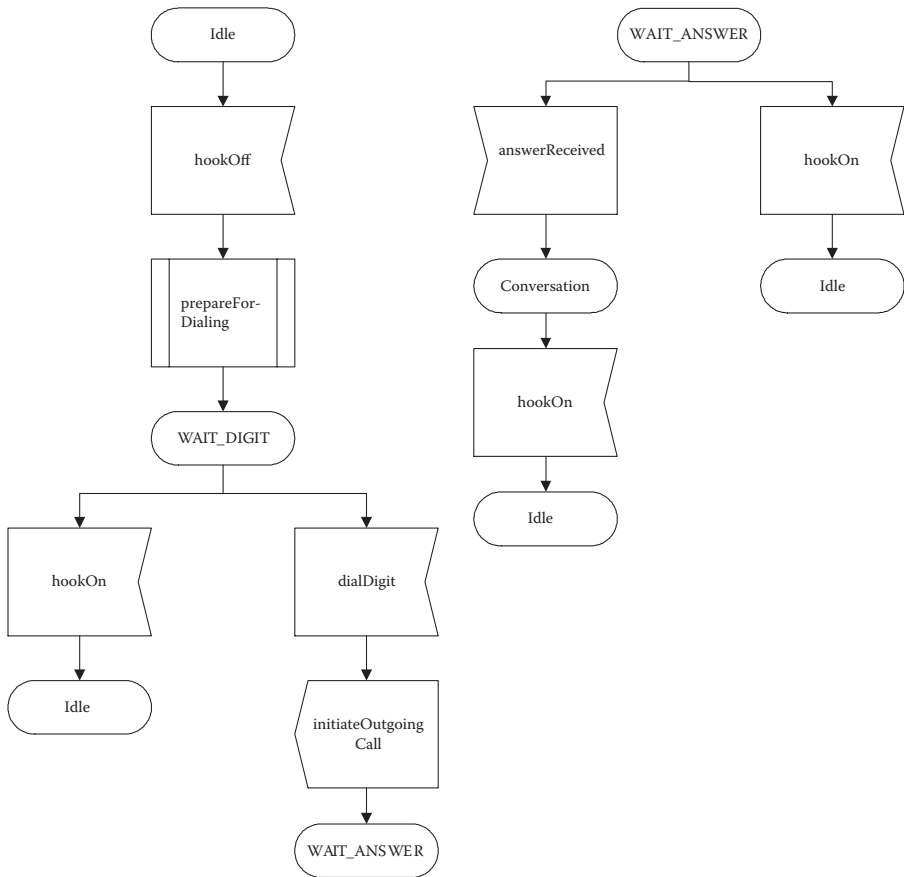 Idle
hookOff
prepareFor-
Dialing
WAIT_DIGIT
hookOn
Idle
dialDigit
initiateOutgoing
Call
WAIT_ANSWER
WAIT_ANSWER
answerReceived
Conversation
hookOn
Idle
hookOn
Idle